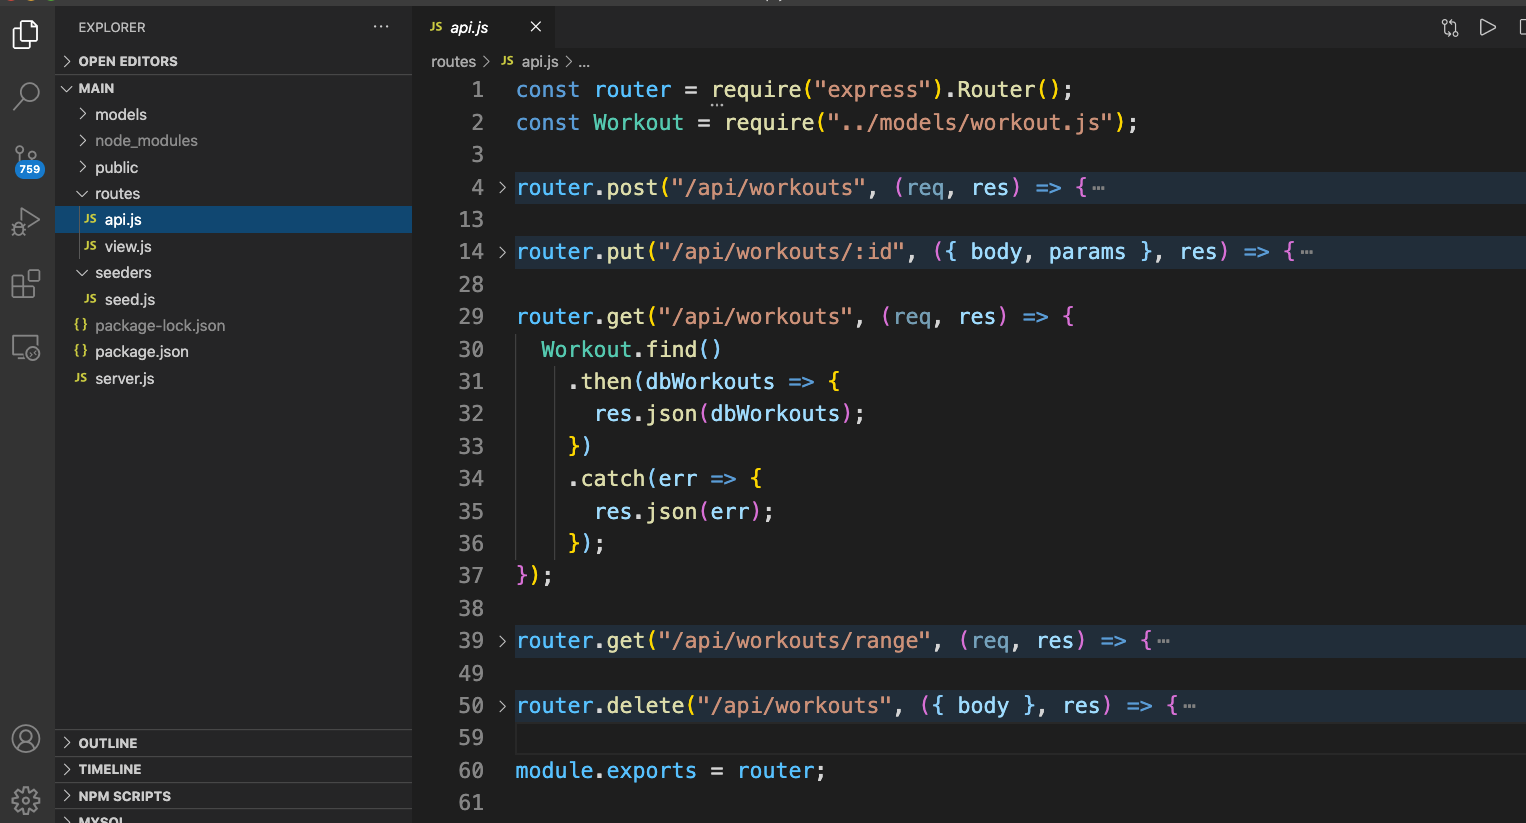 EXPLORER
OPEN EDITORS
MAIN
models
node_modules
public
routes
JS api.js
JS view.js
seeders
JS seed.js
{} package-lock.json
{} package.json
JS server.js
OUTLINE
TIMELINE
NPM SCRIPTS
MYSQL
759
JS api.js
routes > JS api.js > ...
1 const router = require("express").Router();
2 const Workout = require("../models/workout.js");
3
4 router.post("/api/workouts", (req, res) => {…
13
14 router.put("/api/workouts/:id", ({ body, params }, res) => {…
28
29 router.get("/api/workouts", (req, res) => {
30 Workout.find()
31 .then(dbWorkouts => {
32 res.json(dbWorkouts);
33 })
34 .catch(err => {
35 res.json(err);
36 });
37 });
38
39 router.get("/api/workouts/range", (req, res) => {…
49
50 router.delete("/api/workouts", ({ body }, res) => {…
59
60 module.exports = router;
61